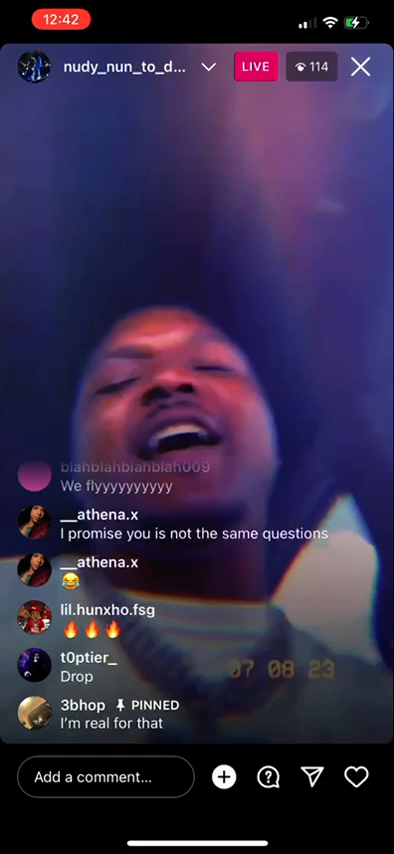 12:42
nudy_nun_to_d...
LIVE
114
blahblahblahblah009
We flyyyyyyyyyy
__athena.x
I promise you is not the same questions
__athena.x
😂
lil.hunxho.fsg
🔥🔥🔥
t0ptier_
Drop
07 08 23
3bhop PINNED
I'm real for that
Add a comment...